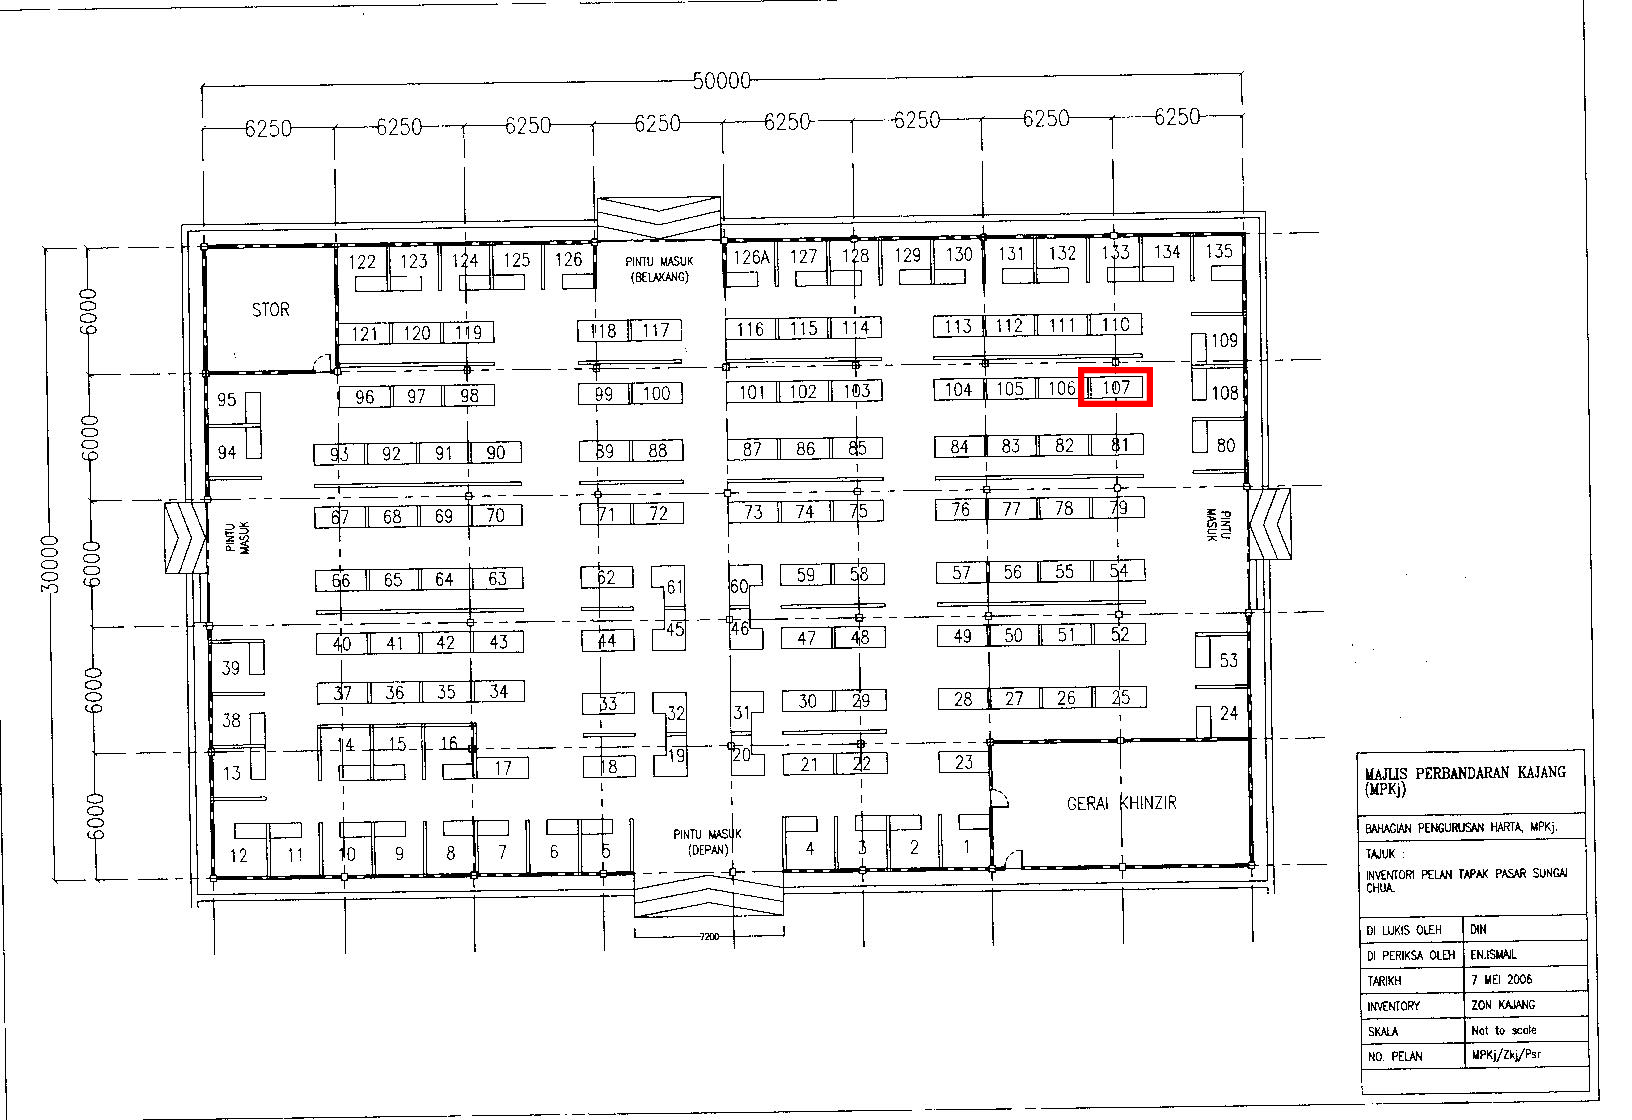 50000
6250 6250 6250 6250 6250 6250 6250 6250
122 123 124 125 126 PINTU MASUK 126A 127 128 129 130 131 132 133 134 135
(BELAKANG)
6000 STOR
121 120 119 118 117 116 115 114 113 112 111 110 109
95 96 97 98 99 100 101 102 103 104 105 106 107 108
6000
94 93 92 91 90 89 88 87 86 85 84 83 82 81 80
67 68 69 70 71 72 73 74 75 76 77 78 79
PINTU MASUK
PINTU MASUK
30000 6000
66 65 64 63 62 61 60 59 58 57 56 55 54
39 40 41 42 43 44 45 46 47 48 49 50 51 52 53
6000
38 37 36 35 34 33 32 31 30 29 28 27 26 25 24
13 14 15 16 17 18 19 20 21 22 23
GERAI KHINZIR
6000
12 11 10 9 8 7 6 5 PINTU MASUK 4 3 2 1
(DEPAN)
7200
MAJLIS PERBANDARAN KAJANG
(MPKj)
BAHAGIAN PENGURUSAN HARTA, MPKj.
TAJUK :
INVENTORI PELAN TAPAK PASAR SUNGAI
CHUA.
DI LUKIS OLEH DIN
DI PERIKSA OLEH EN.ISMAIL
TARIKH 7 MEI 2006
INVENTORY ZON KAJANG
SKALA Not to scale
NO. PELAN MPKj/Zkj/Psr